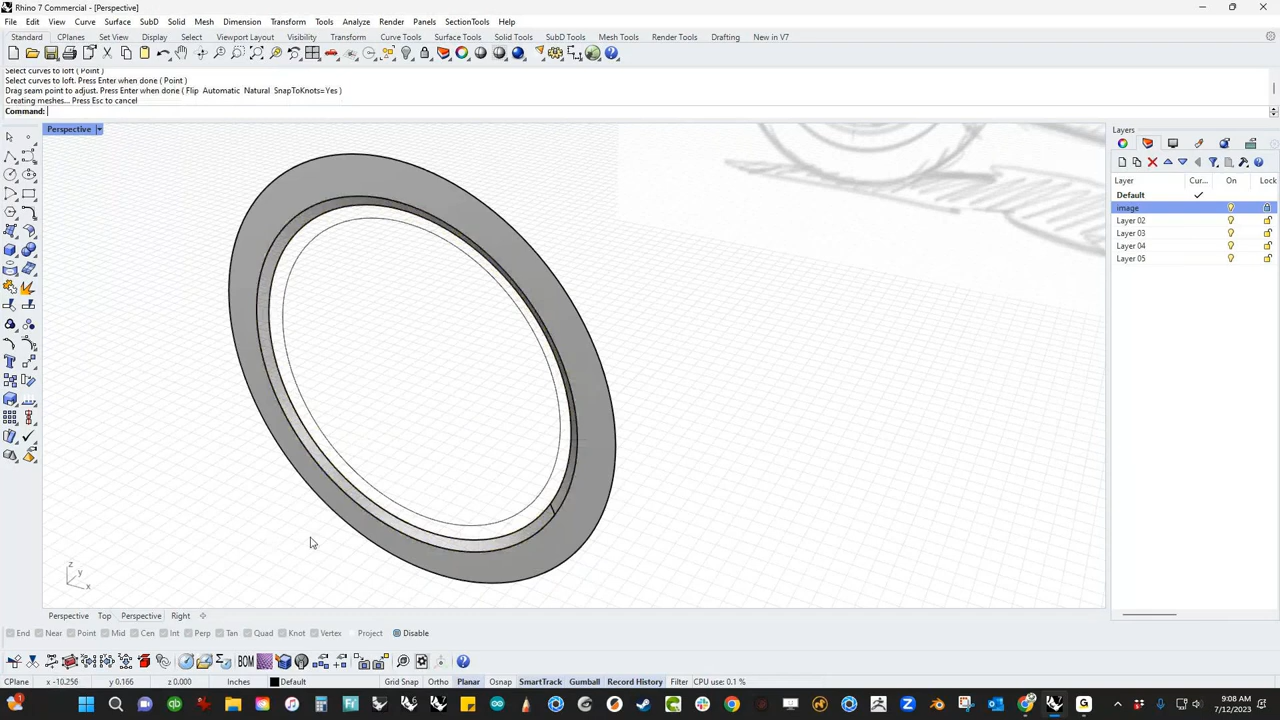 Rhino 7 Commercial - [Perspective]
File Edit View Curve Surface SubD Solid Mesh Dimension Transform Tools Analyze Render Panels SectionTools Help
Standard CPlanes Set View Display Select Viewport Layout Visibility Transform Curve Tools Surface Tools Solid Tools SubD Tools Mesh Tools Render Tools Drafting New in V7
Select curves to loft ( Point )
Select curves to loft. Press Enter when done ( Point )
Drag seam point to adjust. Press Enter when done ( Flip Automatic Natural SnapToKnots=Yes )
Creating meshes... Press Esc to cancel
Command:
Perspective
Layers
Layer Cur... On Lock
Default
image
Layer 02
Layer 03
Layer 04
Layer 05
z
y
x
Perspective Top Perspective Right
End Near Point Mid Cen Int Perp Tan Quad Knot Vertex Project Disable
BOM
CPlane x -10.256 y 0.166 z 0.000 Inches Default Grid Snap Ortho Planar Osnap SmartTrack Gumball Record History Filter CPU use: 0.1 %
9:08 AM
7/12/2023